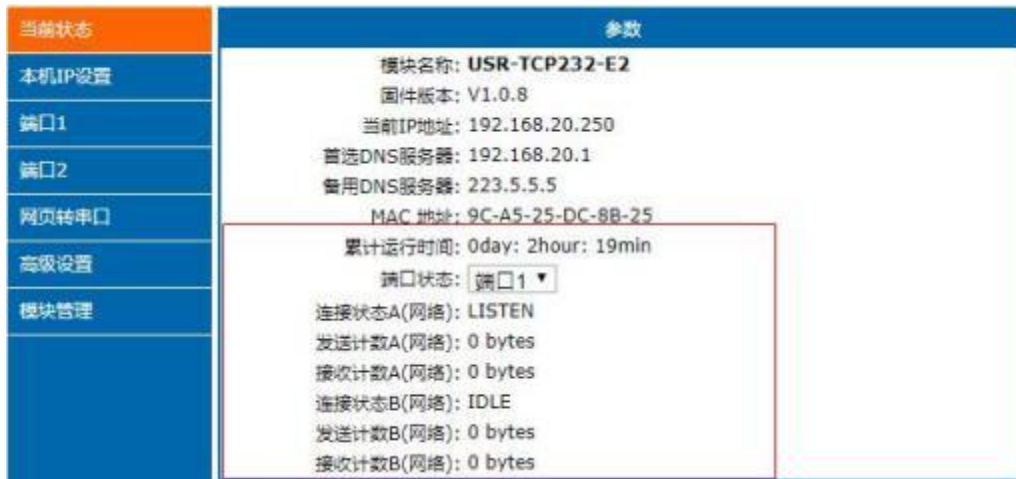 当前状态
本机IP设置
端口1
端口2
网页转串口
高级设置
模块管理
参数
模块名称: USR-TCP232-E2
固件版本: V1.0.8
当前IP地址: 192.168.20.250
首选DNS服务器: 192.168.20.1
备用DNS服务器: 223.5.5.5
MAC 地址: 9C-A5-25-DC-8B-25
累计运行时间: 0day: 2hour: 19min
端口状态: 端口1
连接状态A(网络): LISTEN
发送计数A(网络): 0 bytes
接收计数A(网络): 0 bytes
连接状态B(网络): IDLE
发送计数B(网络): 0 bytes
接收计数B(网络): 0 bytes